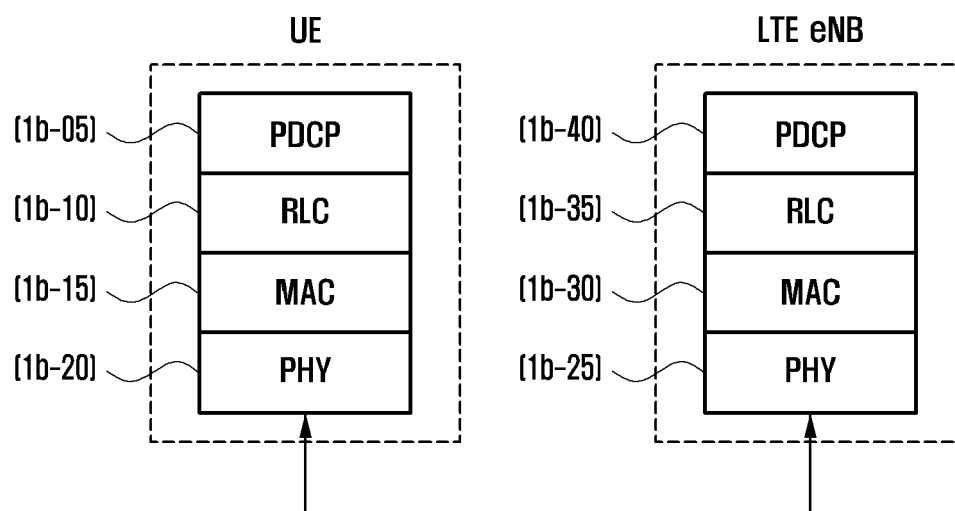 UE
LTE eNB
[1b-05] PDCP
[1b-40] PDCP
[1b-10] RLC
[1b-35] RLC
[1b-15] MAC
[1b-30] MAC
[1b-20] PHY
[1b-25] PHY